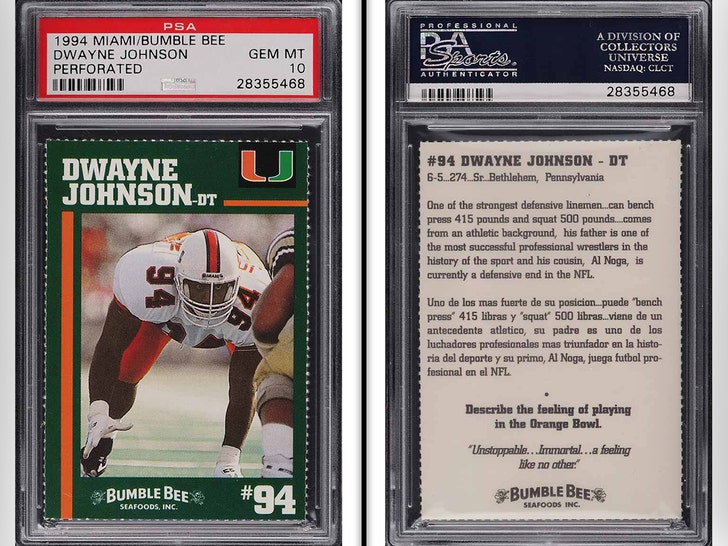 PSA
1994 MIAMI/BUMBLE BEE
DWAYNE JOHNSON GEM MT
PERFORATED 10
28355468
DWAYNE
JOHNSON-DT
U
MIAMI
94
94
BUMBLE BEE
SEAFOODS, INC.
#94
PROFESSIONAL
PSA
Sports
AUTHENTICATOR
A DIVISION OF
COLLECTORS
UNIVERSE
NASDAQ: CLCT
28355468
#94 DWAYNE JOHNSON - DT
6-5...274...Sr...Bethlehem, Pennsylvania
One of the strongest defensive linemen...can bench
press 415 pounds and squat 500 pounds....comes
from an athletic background, his father is one of
the most successful professional wrestlers in the
history of the sport and his cousin, Al Noga, is
currently a defensive end in the NFL.
Uno de los mas fuerte de su posicion...puede "bench
press" 415 libras y "squat" 500 libras...viene de un
antecedente atletico, su padre es uno de los
luchadores profesionales mas triunfador en la histo-
ria del deporte y su primo, Al Noga, juega futbol pro-
fesional en el NFL.
Describe the feeling of playing
in the Orange Bowl.
"Unstoppable...Immortal...a feeling
like no other."
BUMBLE BEE
SEAFOODS, INC.